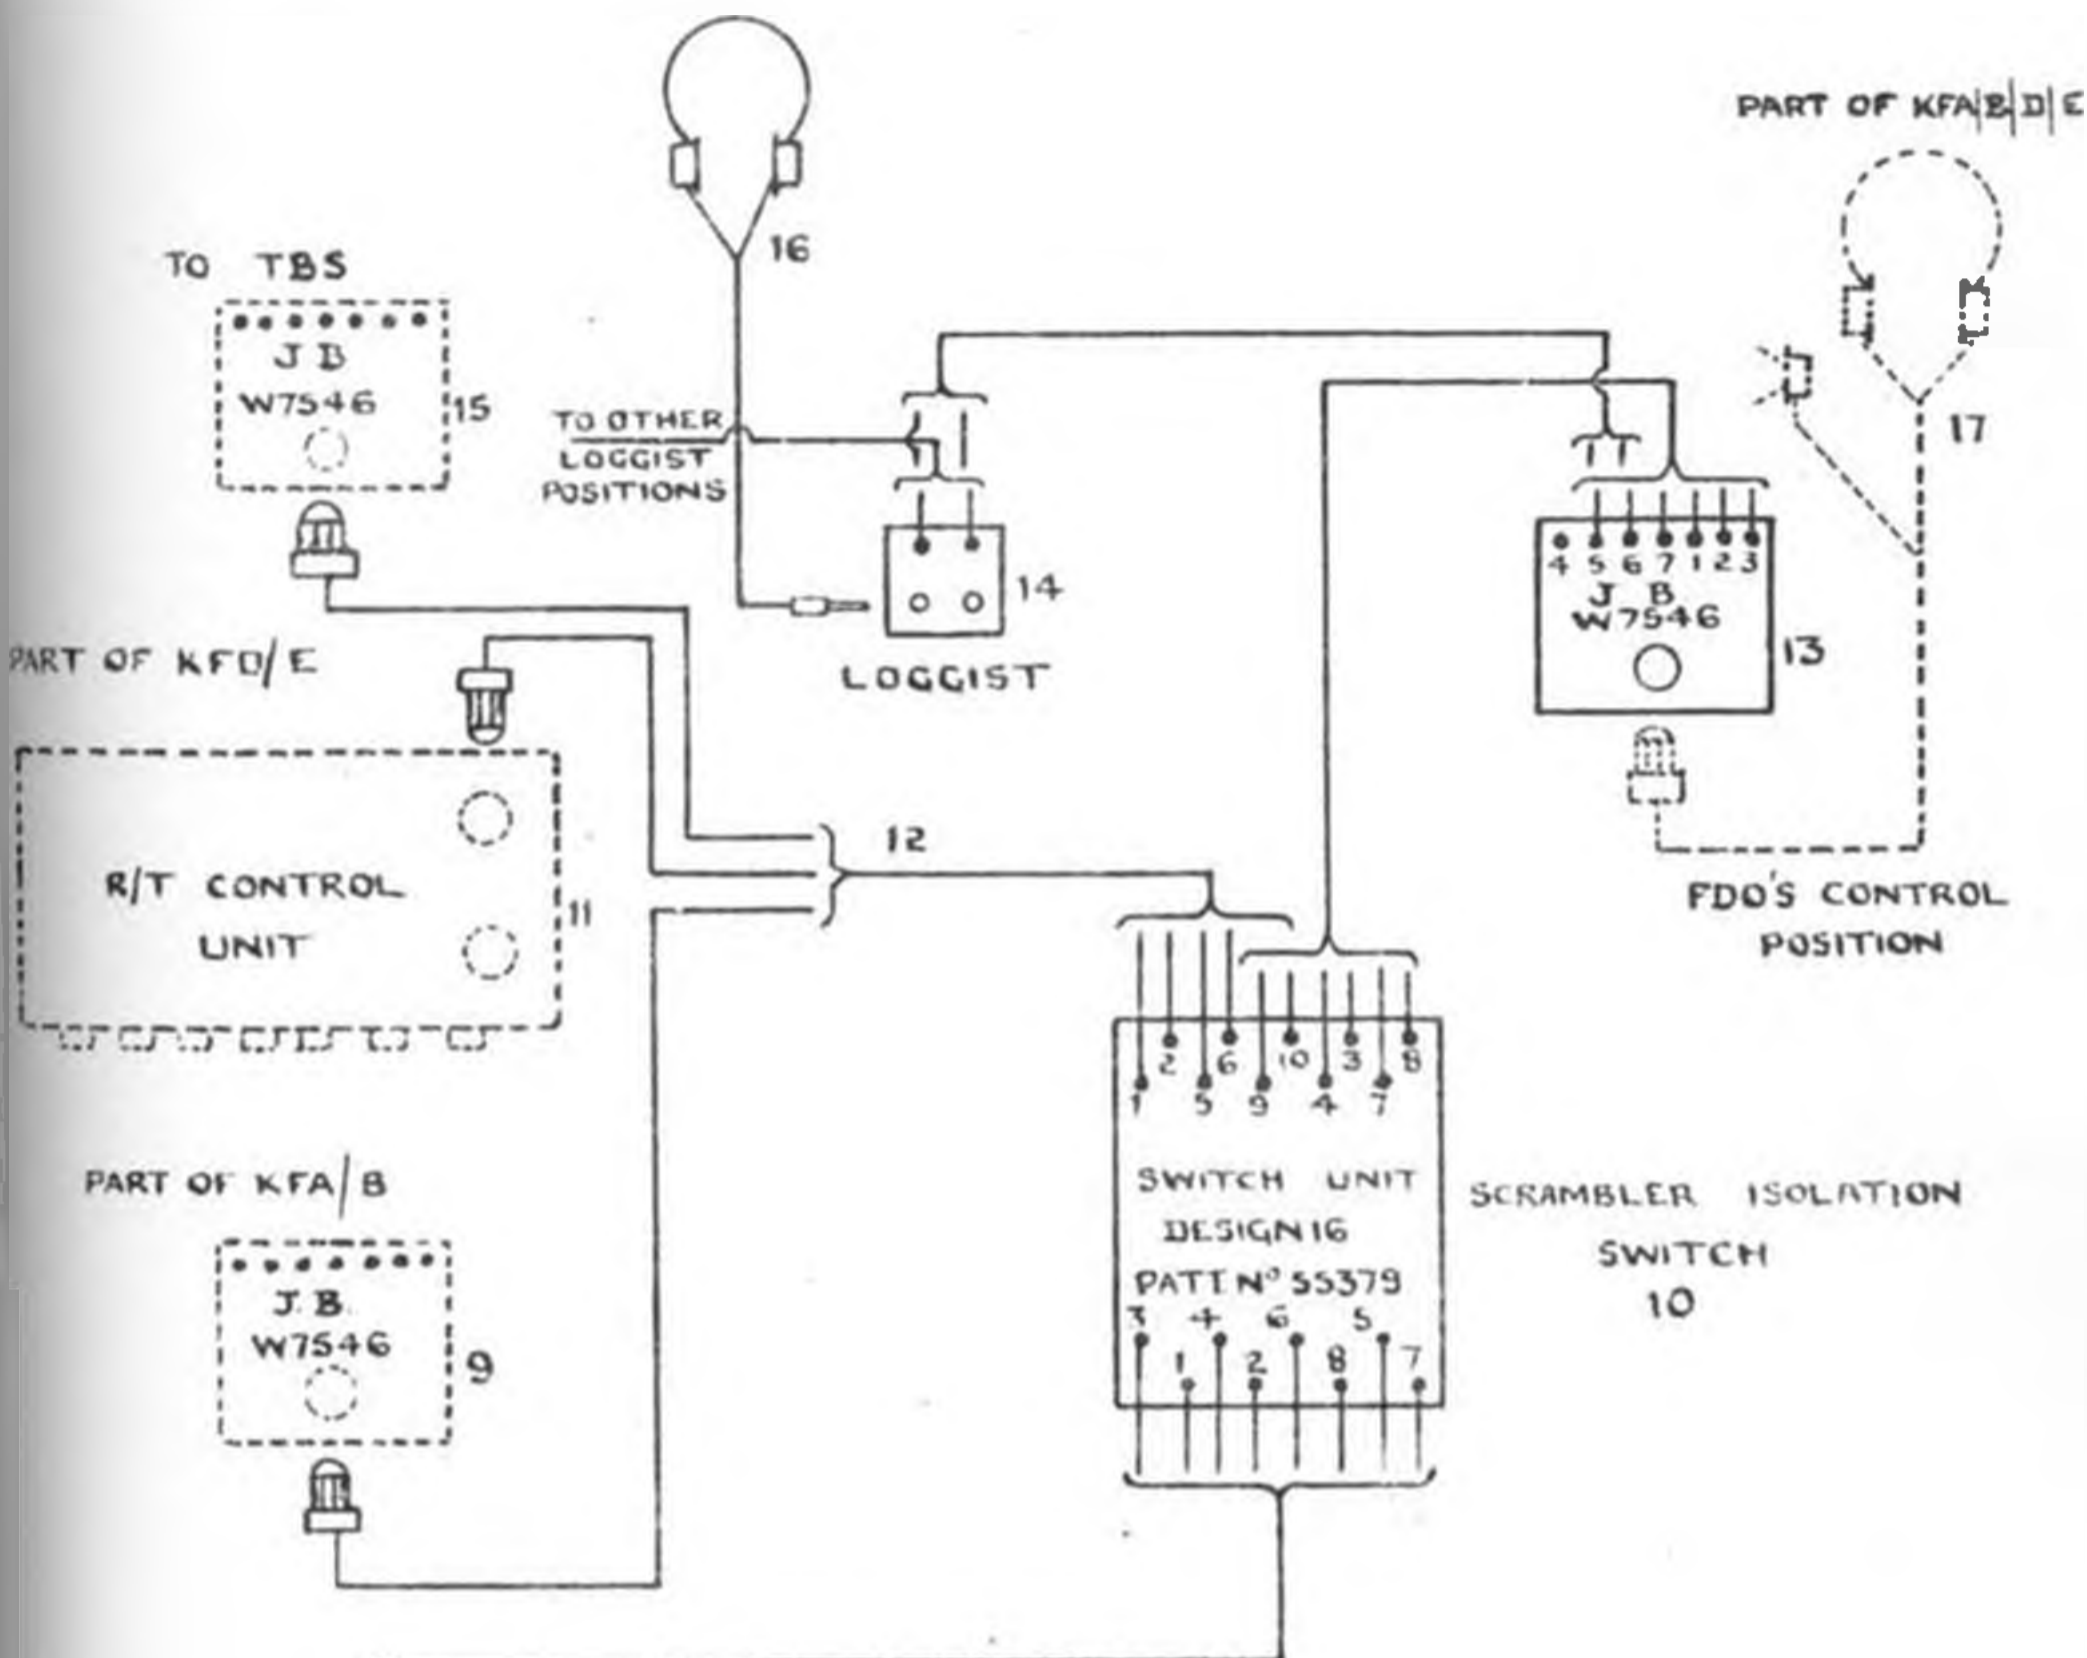 PART OF KFA/B/D/E
16
TO TBS
J B
W7546
15
TO OTHER
LOGGIST
POSITIONS
17
14
4 5 6 7 1 2 3
J B
W7546
13
LOGGIST
PART OF KFD/E
12
R/T CONTROL
UNIT
11
FDO'S CONTROL
POSITION
2 6 10 3 8
1 5 9 4 7
PART OF KFA/B
SWITCH UNIT
DESIGN 16
PATT Nº 55379
SCRAMBLER ISOLATION
SWITCH
10
3 4 6 5
1 2 8 7
J.B.
W7546
9